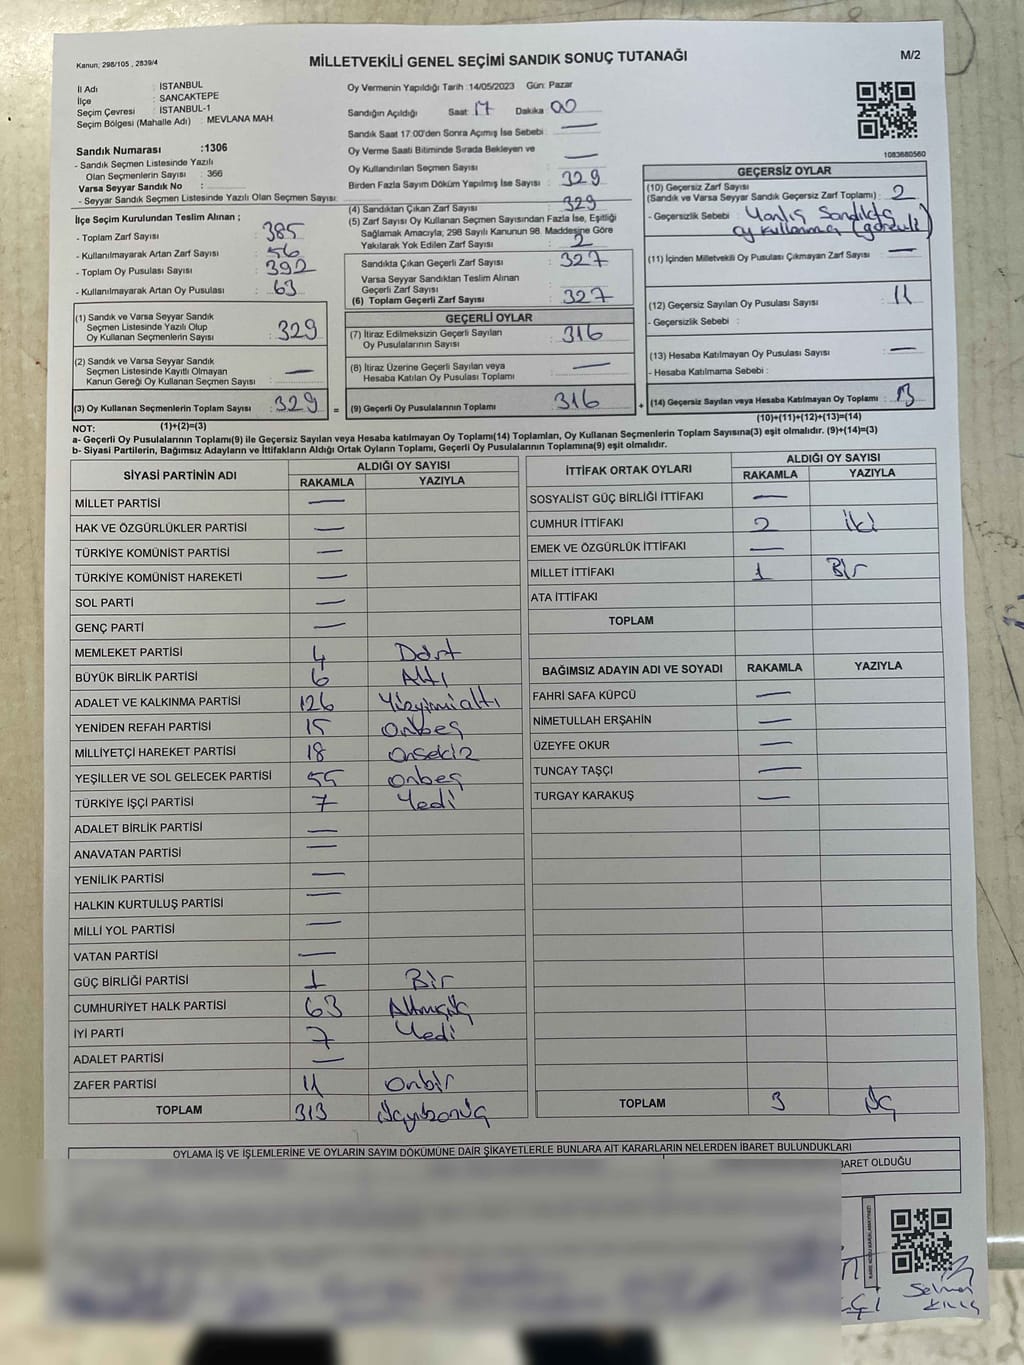 Kanun; 298/105 , 2839/4
MİLLETVEKİLİ GENEL SEÇİMİ SANDIK SONUÇ TUTANAĞI
M/2
İl Adı : İSTANBUL
İlçe : SANCAKTEPE
Seçim Çevresi : İSTANBUL-1
Seçim Bölgesi (Mahalle Adı) : MEVLANA MAH.
Sandık Numarası :1306
- Sandık Seçmen Listesinde Yazılı
Olan Seçmenlerin Sayısı : 366
Varsa Seyyar Sandık No :
- Seyyar Sandık Seçmen Listesinde Yazılı Olan Seçmen Sayısı:
İlçe Seçim Kurulundan Teslim Alınan ;
- Toplam Zarf Sayısı : 385
- Kullanılmayarak Artan Zarf Sayısı : 56
- Toplam Oy Pusulası Sayısı : 392
- Kullanılmayarak Artan Oy Pusulası : 63
(1) Sandık ve Varsa Seyyar Sandık
Seçmen Listesinde Yazılı Olup
Oy Kullanan Seçmenlerin Sayısı : 329
(2) Sandık ve Varsa Seyyar Sandık
Seçmen Listesinde Kayıtlı Olmayan
Kanun Gereği Oy Kullanan Seçmen Sayısı : —
(3) Oy Kullanan Seçmenlerin Toplam Sayısı : 329 =
Oy Vermenin Yapıldığı Tarih :14/05/2023 Gün: Pazar
Sandığın Açıldığı Saat : 17 Dakika : 00
Sandık Saat 17:00'den Sonra Açımış İse Sebebi : —
Oy Verme Saati Bitiminde Sırada Bekleyen ve
Oy Kullandırılan Seçmen Sayısı : —
Birden Fazla Sayım Döküm Yapılmış İse Sayısı : 329
(4) Sandıktan Çıkan Zarf Sayısı : 329
(5) Zarf Sayısı Oy Kullanan Seçmen Sayısından Fazla İse, Eşitliği
Sağlamak Amacıyla; 298 Sayılı Kanunun 98. Maddesine Göre
Yakılarak Yok Edilen Zarf Sayısı : 2
Sandıkta Çıkan Geçerli Zarf Sayısı : 327
Varsa Seyyar Sandıktan Teslim Alınan
Geçerli Zarf Sayısı :
(6) Toplam Geçerli Zarf Sayısı : 327
GEÇERLİ OYLAR
(7) İtiraz Edilmeksizin Geçerli Sayılan
Oy Pusulalarının Sayısı : 316
(8) İtiraz Üzerine Geçerli Sayılan veya
Hesaba Katılan Oy Pusulası Toplamı : —
(9) Geçerli Oy Pusulalarının Toplamı : 316 +
1083680560
GEÇERSİZ OYLAR
(10) Geçersiz Zarf Sayısı
(Sandık ve Varsa Seyyar Sandık Geçersiz Zarf Toplamı) : 2
- Geçersizlik Sebebi : Yanlış Sandıkta
oy kullanma (görevli)
(11) İçinden Milletvekili Oy Pusulası Çıkmayan Zarf Sayısı : —
(12) Geçersiz Sayılan Oy Pusulası Sayısı : 11
- Geçersizlik Sebebi :
(13) Hesaba Katılmayan Oy Pusulası Sayısı : —
- Hesaba Katılmama Sebebi :
(14) Geçersiz Sayılan veya Hesaba Katılmayan Oy Toplamı : 13
NOT: (1)+(2)=(3) (10)+(11)+(12)+(13)=(14)
a- Geçerli Oy Pusulalarının Toplamı(9) ile Geçersiz Sayılan veya Hesaba katılmayan Oy Toplamı(14) Toplamları, Oy Kullanan Seçmenlerin Toplam Sayısına(3) eşit olmalıdır. (9)+(14)=(3)
b- Siyasi Partilerin, Bağımsız Adayların ve İttifakların Aldığı Ortak Oyların Toplamı, Geçerli Oy Pusulalarının Toplamına(9) eşit olmalıdır.
SİYASİ PARTİNİN ADI ALDIĞI OY SAYISI
RAKAMLA YAZIYLA
MİLLET PARTİSİ —
HAK VE ÖZGÜRLÜKLER PARTİSİ —
TÜRKİYE KOMÜNİST PARTİSİ —
TÜRKİYE KOMÜNİST HAREKETİ —
SOL PARTİ —
GENÇ PARTİ —
MEMLEKET PARTİSİ 4 Dört
BÜYÜK BİRLİK PARTİSİ 6 Altı
ADALET VE KALKINMA PARTİSİ 126 Yüzyirmialtı
YENİDEN REFAH PARTİSİ 15 onbeş
MİLLİYETÇİ HAREKET PARTİSİ 18 onsekiz
YEŞİLLER VE SOL GELECEK PARTİSİ 55 onbeş
TÜRKİYE İŞÇİ PARTİSİ 7 Yedi
ADALET BİRLİK PARTİSİ —
ANAVATAN PARTİSİ —
YENİLİK PARTİSİ —
HALKIN KURTULUŞ PARTİSİ —
MİLLİ YOL PARTİSİ —
VATAN PARTİSİ —
GÜÇ BİRLİĞİ PARTİSİ 1 Bir
CUMHURİYET HALK PARTİSİ 63 Altmışüç
İYİ PARTİ 7 Yedi
ADALET PARTİSİ —
ZAFER PARTİSİ 11 onbir
TOPLAM 313 üçyüzonüç
İTTİFAK ORTAK OYLARI ALDIĞI OY SAYISI
RAKAMLA YAZIYLA
SOSYALİST GÜÇ BİRLİĞİ İTTİFAKI —
CUMHUR İTTİFAKI 2 iki
EMEK VE ÖZGÜRLÜK İTTİFAKI —
MİLLET İTTİFAKI 1 Bir
ATA İTTİFAKI
TOPLAM
BAĞIMSIZ ADAYIN ADI VE SOYADI RAKAMLA YAZIYLA
FAHRİ SAFA KÜPCÜ —
NİMETULLAH ERŞAHİN —
ÜZEYFE OKUR —
TUNCAY TAŞÇI —
TURGAY KARAKUŞ —
TOPLAM 3 üç
OYLAMA İŞ VE İŞLEMLERİNE VE OYLARIN SAYIM DÖKÜMÜNE DAİR ŞİKAYETLERLE BUNLARA AİT KARARLARIN NELERDEN İBARET BULUNDUKLARI
BARET OLDUĞU
Selman
KILIÇ